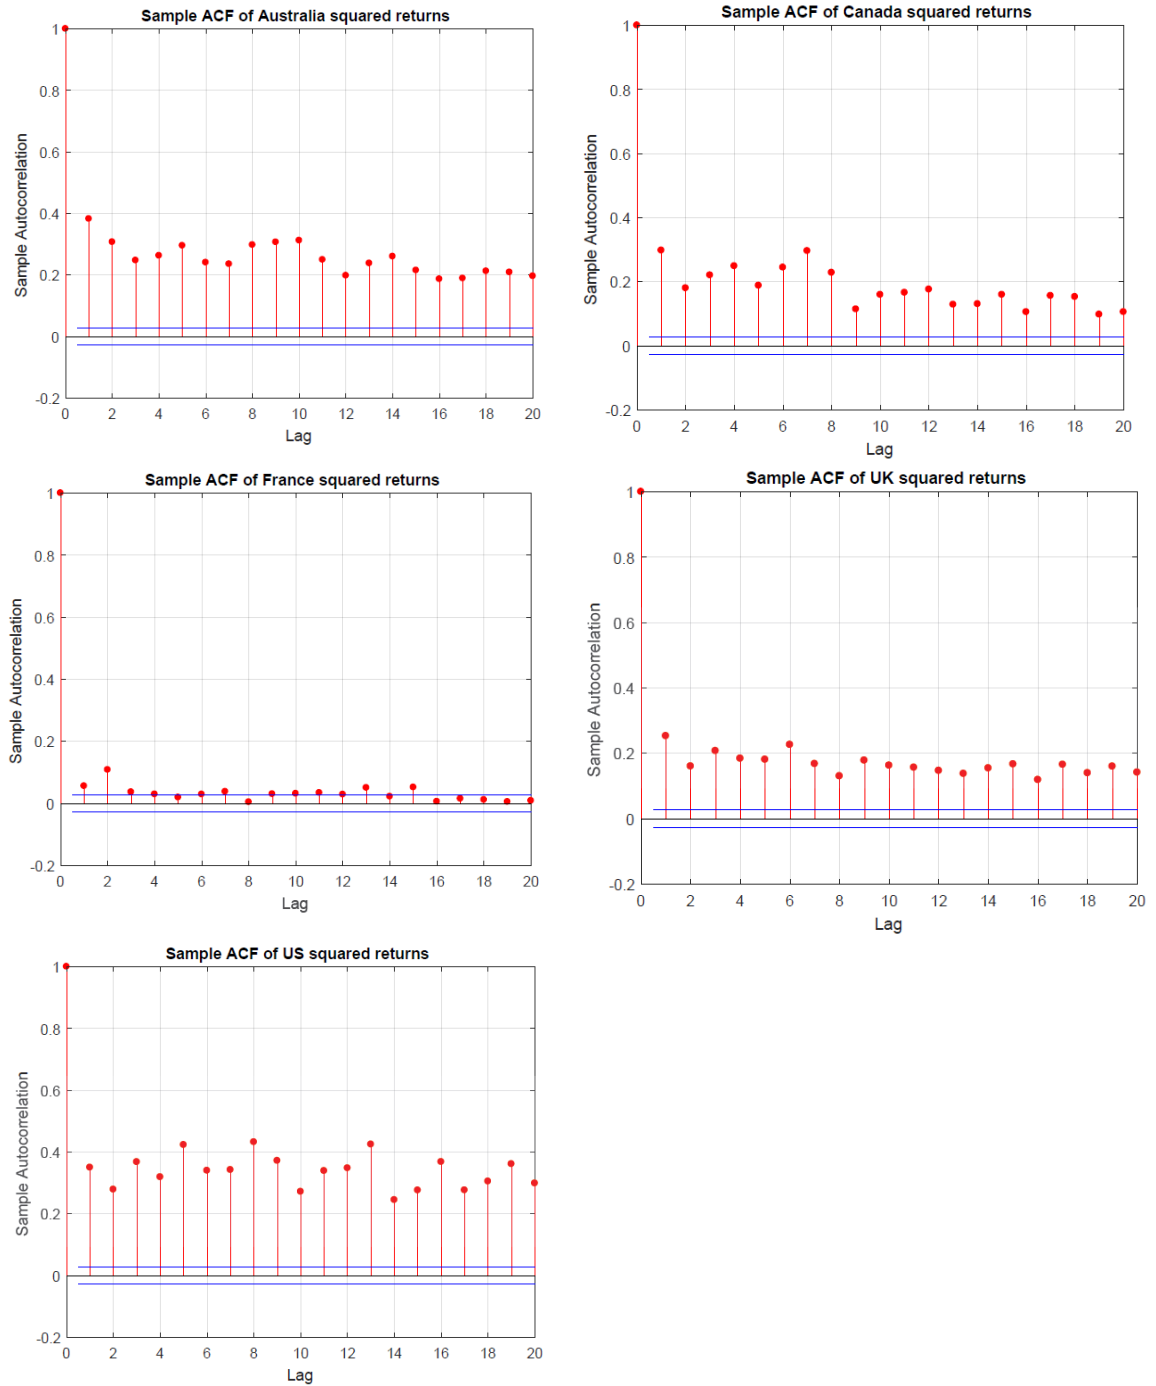 Sample ACF of Australia squared returns
1
0.8
0.6
0.4
0.2
0
-0.2
Sample Autocorrelation
0 2 4 6 8 10 12 14 16 18 20
Lag
Sample ACF of Canada squared returns
1
0.8
0.6
0.4
0.2
0
-0.2
Sample Autocorrelation
0 2 4 6 8 10 12 14 16 18 20
Lag
Sample ACF of France squared returns
1
0.8
0.6
0.4
0.2
0
-0.2
Sample Autocorrelation
0 2 4 6 8 10 12 14 16 18 20
Lag
Sample ACF of UK squared returns
1
0.8
0.6
0.4
0.2
0
-0.2
Sample Autocorrelation
0 2 4 6 8 10 12 14 16 18 20
Lag
Sample ACF of US squared returns
1
0.8
0.6
0.4
0.2
0
-0.2
Sample Autocorrelation
0 2 4 6 8 10 12 14 16 18 20
Lag